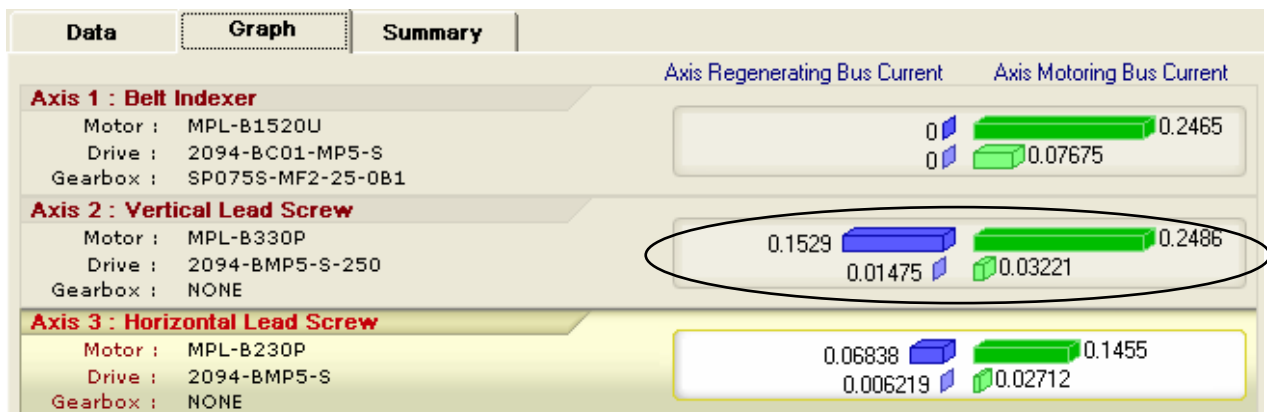 Data Graph Summary
Axis Regenerating Bus Current Axis Motoring Bus Current
Axis 1 : Belt Indexer
Motor : MPL-B1520U 0 0.2465
Drive : 2094-BC01-MP5-S 0 0.07675
Gearbox : SP075S-MF2-25-0B1
Axis 2 : Vertical Lead Screw
Motor : MPL-B330P 0.1529 0.2486
Drive : 2094-BMP5-S-250 0.01475 0.03221
Gearbox : NONE
Axis 3 : Horizontal Lead Screw
Motor : MPL-B230P 0.06838 0.1455
Drive : 2094-BMP5-S 0.006219 0.02712
Gearbox : NONE